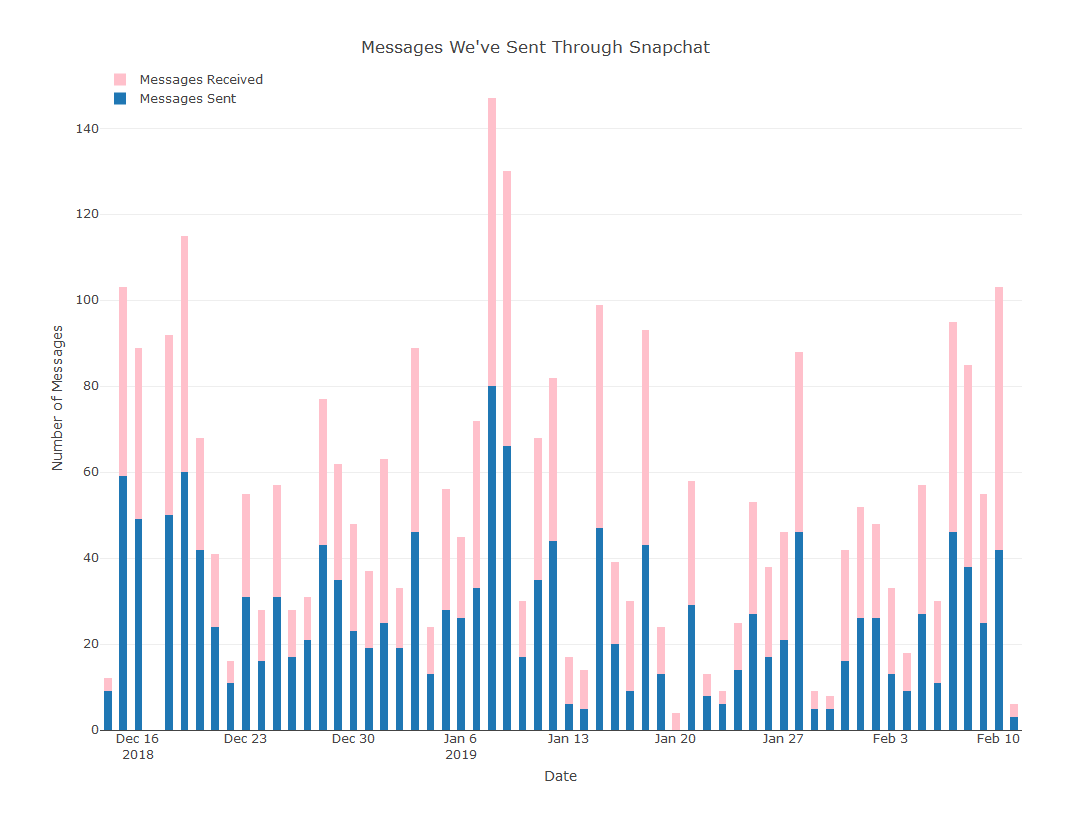 Messages We've Sent Through Snapchat
Messages Received
Messages Sent
Number of Messages
140
120
100
80
60
40
20
0
Dec 16
2018
Dec 23
Dec 30
Jan 6
2019
Jan 13
Jan 20
Jan 27
Feb 3
Feb 10
Date